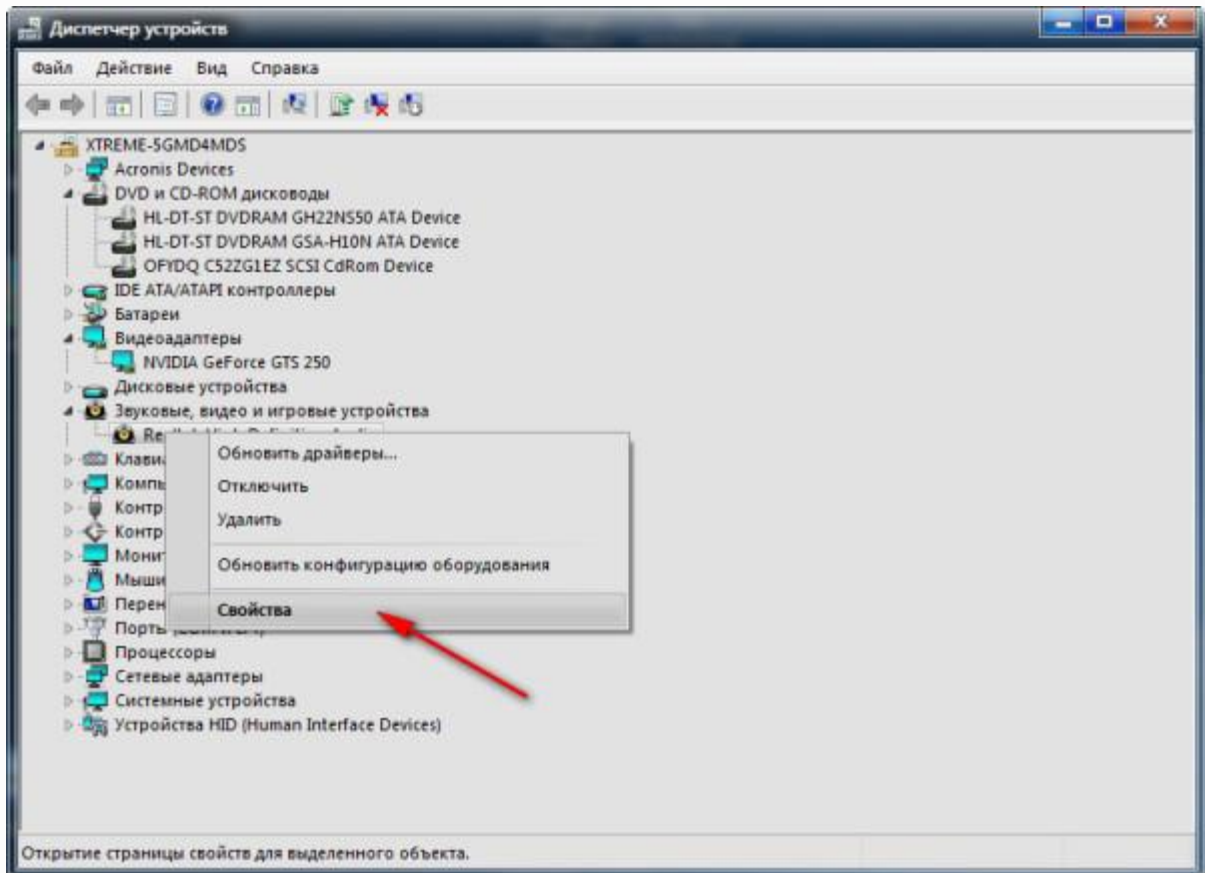 Диспетчер устройств
Файл Действие Вид Справка
XTREME-5GMD4MDS
Acronis Devices
DVD и CD-ROM дисководы
HL-DT-ST DVDRAM GH22NS50 ATA Device
HL-DT-ST DVDRAM GSA-H10N ATA Device
OFYDQ C52ZG1EZ SCSI CdRom Device
IDE ATA/ATAPI контроллеры
Батареи
Видеоадаптеры
NVIDIA GeForce GTS 250
Дисковые устройства
Звуковые, видео и игровые устройства
Обновить драйверы...
Отключить
Удалить
Обновить конфигурацию оборудования
Свойства
Порты
Процессоры
Сетевые адаптеры
Системные устройства
Устройства HID (Human Interface Devices)
Открытие страницы свойств для выделенного объекта.